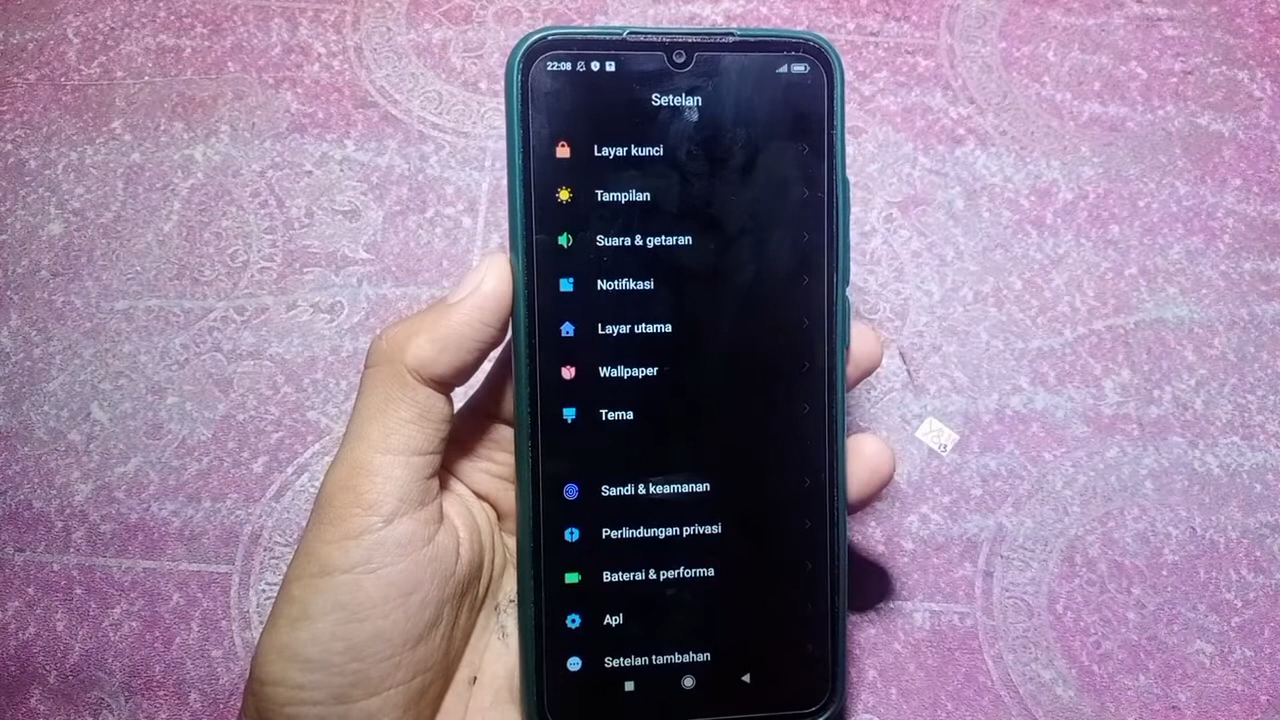 22:08
Setelan
Layar kunci
Tampilan
Suara & getaran
Notifikasi
Layar utama
Wallpaper
Tema
Sandi & keamanan
Perlindungan privasi
Baterai & performa
Apl
Setelan tambahan
13